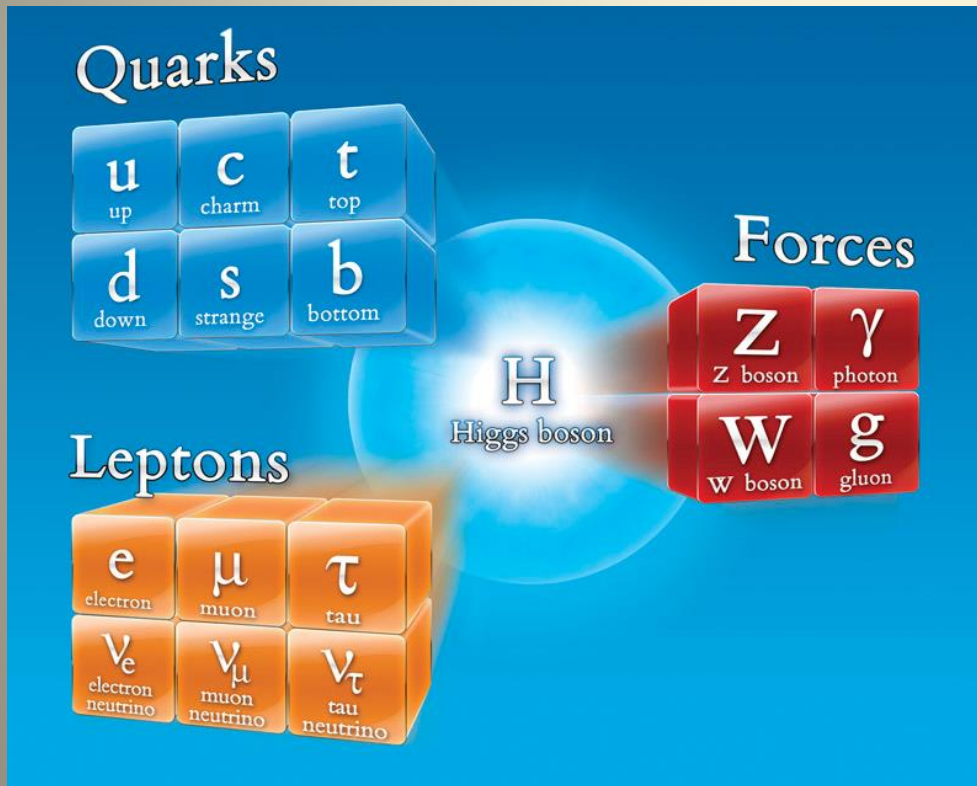 Quarks
u
up
c
charm
t
top
d
down
s
strange
b
bottom
Forces
Z
Z boson
γ
photon
W
W boson
g
gluon
H
Higgs boson
Leptons
e
electron
μ
muon
τ
tau
νe
electron
neutrino
νμ
muon
neutrino
ντ
tau
neutrino